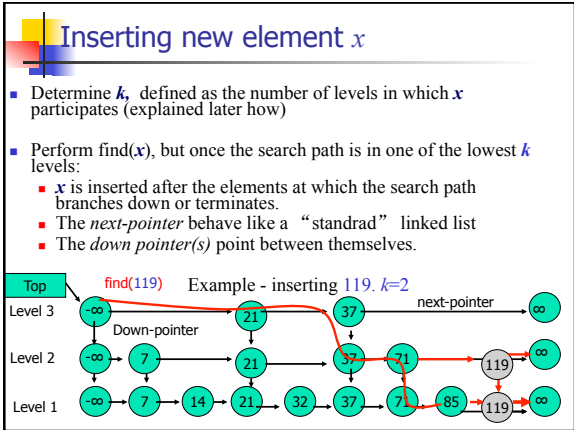 Inserting new element x
Determine k, defined as the number of levels in which x
participates (explained later how)
Perform find(x), but once the search path is in one of the lowest k
levels:
x is inserted after the elements at which the search path
branches down or terminates.
The next-pointer behave like a “standrad” linked list
The down pointer(s) point between themselves.
Top find(119) Example - inserting 119. k=2
Level 3 -∞ 21 37 next-pointer ∞
Down-pointer
Level 2 -∞ 7 21 37 71 119 ∞
Level 1 -∞ 7 14 21 32 37 71 85 119 ∞